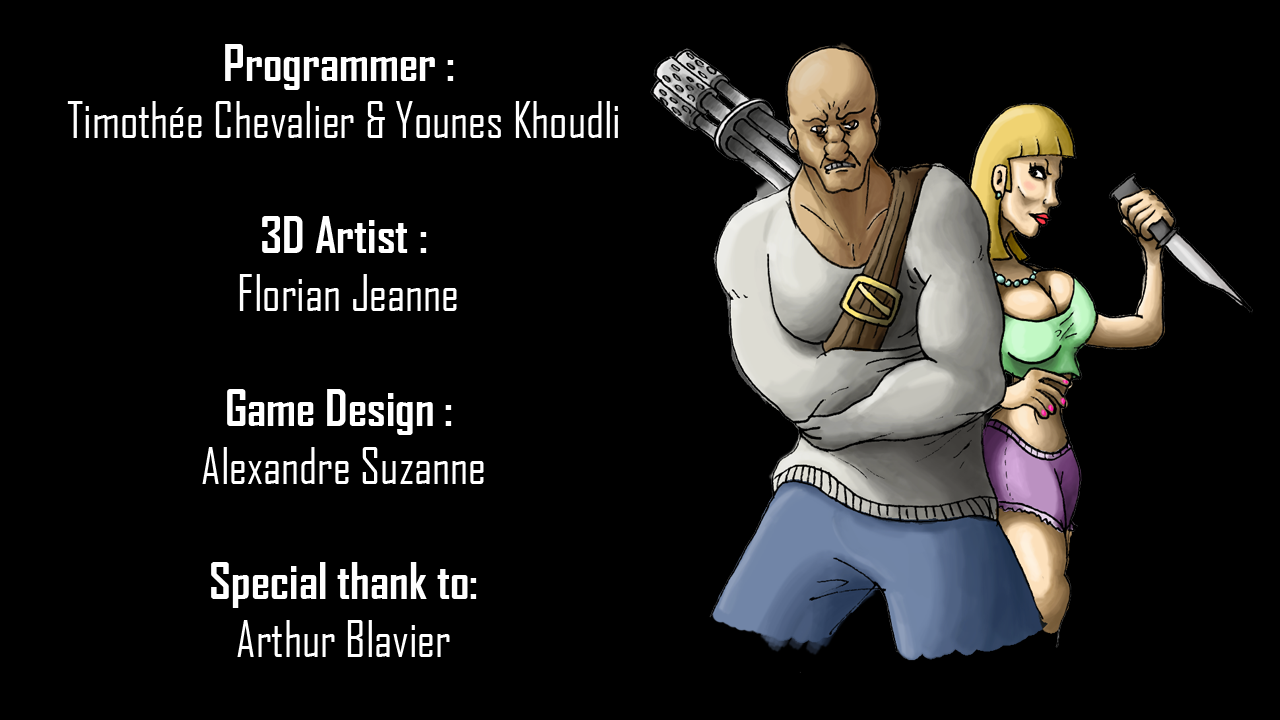 Programmer :
Timothée Chevalier & Younes Khoudli
3D Artist :
Florian Jeanne
Game Design :
Alexandre Suzanne
Special thank to:
Arthur Blavier